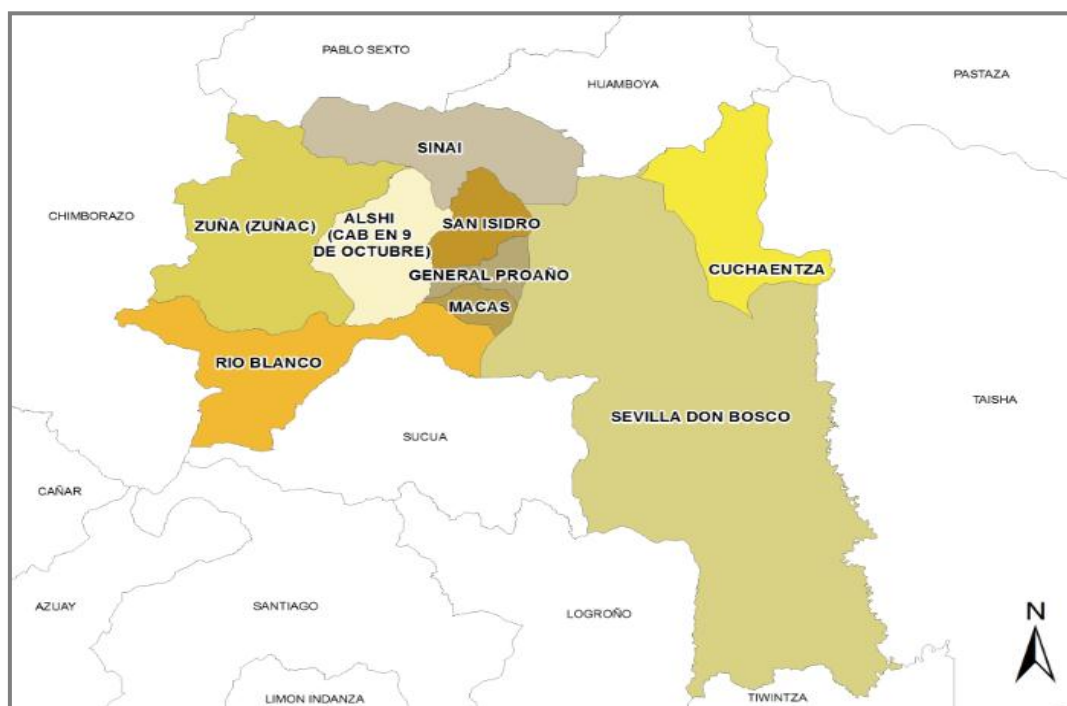 PABLO SEXTO
HUAMBOYA
PASTAZA
SINAI
CHIMBORAZO
ZUÑA (ZUÑAC)
ALSHI
(CAB EN 9
DE OCTUBRE)
SAN ISIDRO
GENERAL PROAÑO
CUCHAENTZA
MACAS
RIO BLANCO
TAISHA
SEVILLA DON BOSCO
SUCUA
CAÑAR
AZUAY
SANTIAGO
LOGROÑO
N
LIMON INDANZA
TIWINTZA